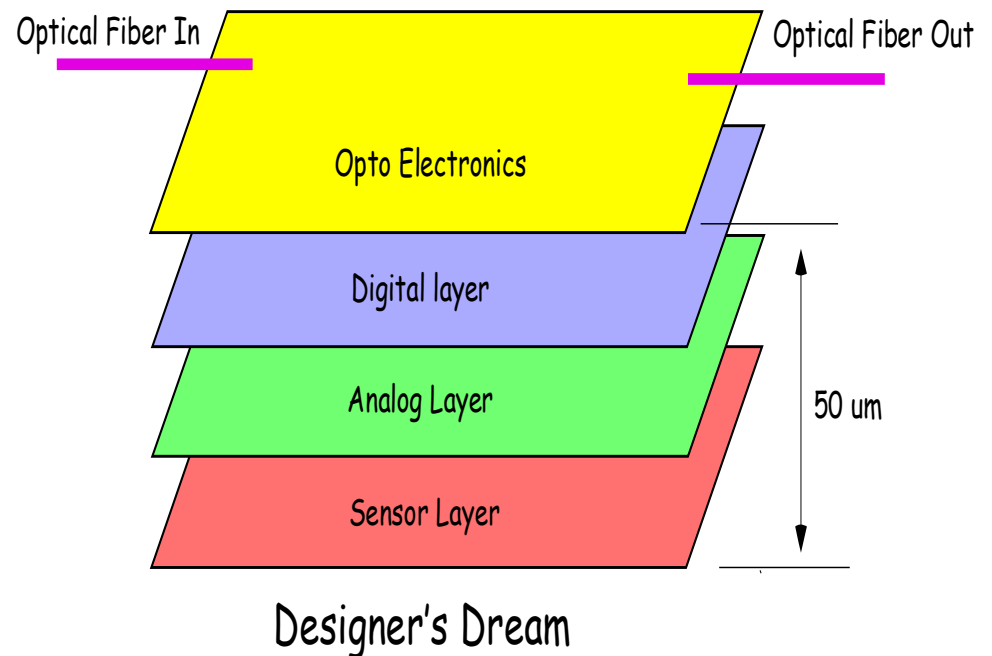 Optical Fiber In
Optical Fiber Out
Opto Electronics
Digital layer
Analog Layer
50 um
Sensor Layer
Designer's Dream